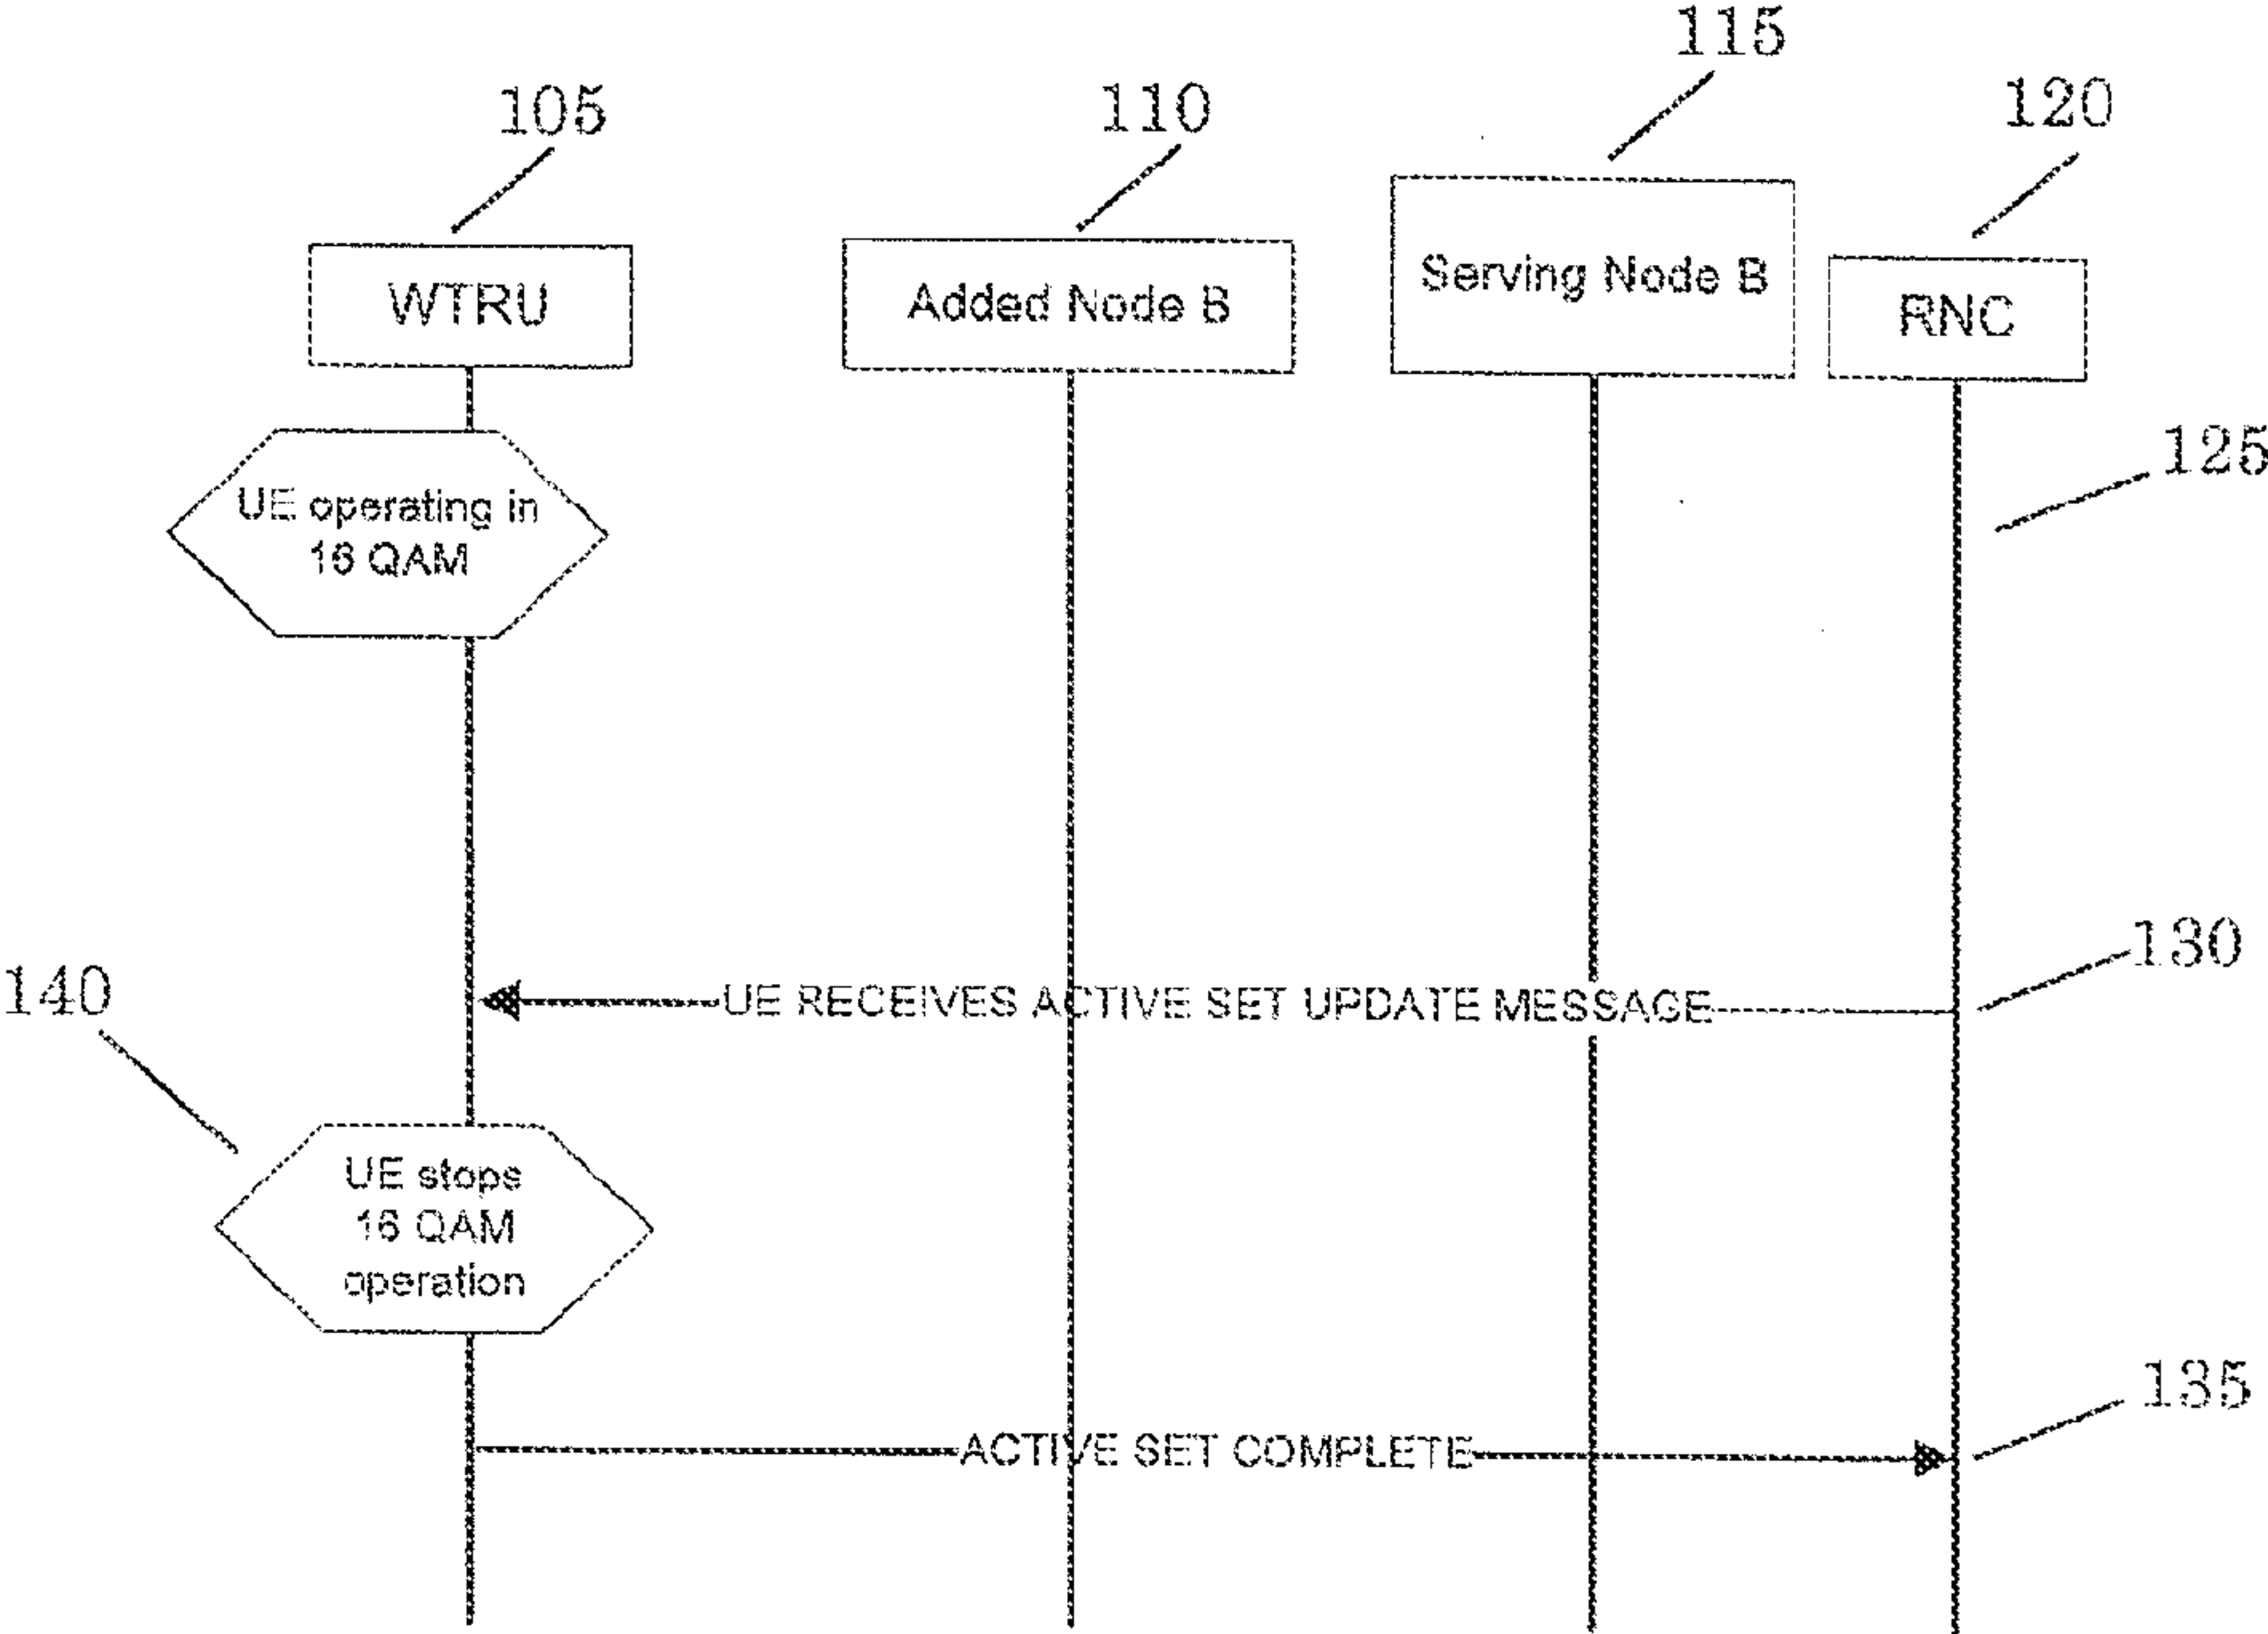 115
105
110
120
WTRU
Added Node B
Serving Node B
RNC
125
UE operating in
16 QAM
130
140
UE RECEIVES ACTIVE SET UPDATE MESSAGE
UE stops
16 QAM
operation
135
ACTIVE SET COMPLETE